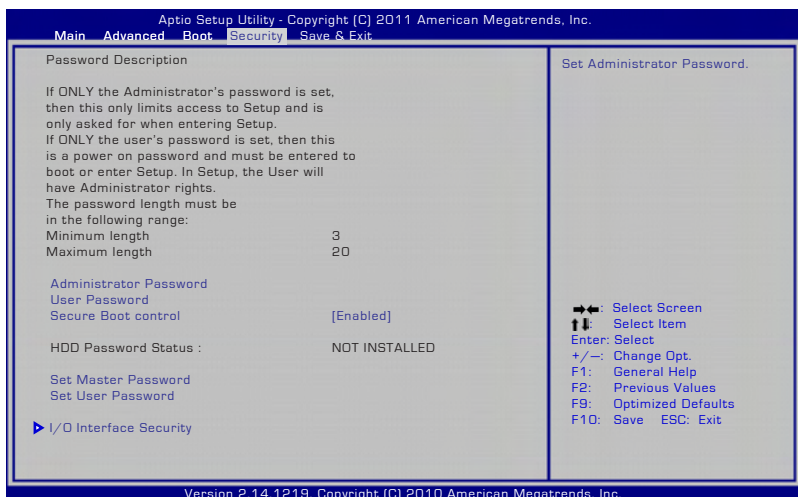 Aptio Setup Utility - Copyright (C) 2011 American Megatrends, Inc.
Main Advanced Boot Security Save & Exit
Password Description
If ONLY the Administrator's password is set,
then this only limits access to Setup and is
only asked for when entering Setup.
If ONLY the user's password is set, then this
is a power on password and must be entered to
boot or enter Setup. In Setup, the User will
have Administrator rights.
The password length must be
in the following range:
Minimum length 3
Maximum length 20
Administrator Password
User Password
Secure Boot control [Enabled]
HDD Password Status : NOT INSTALLED
Set Master Password
Set User Password
I/O Interface Security
Set Administrator Password.
→←: Select Screen
↑↓: Select Item
Enter: Select
+/—: Change Opt.
F1: General Help
F2: Previous Values
F9: Optimized Defaults
F10: Save ESC: Exit
Version 2.14.1219. Copyright (C) 2010 American Megatrends, Inc.